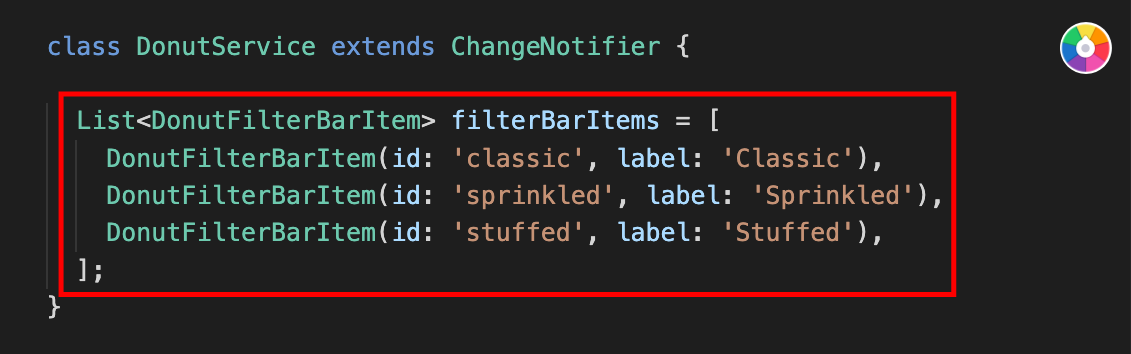 class DonutService extends ChangeNotifier {
List<DonutFilterBarItem> filterBarItems = [
DonutFilterBarItem(id: 'classic', label: 'Classic'),
DonutFilterBarItem(id: 'sprinkled', label: 'Sprinkled'),
DonutFilterBarItem(id: 'stuffed', label: 'Stuffed'),
];
}